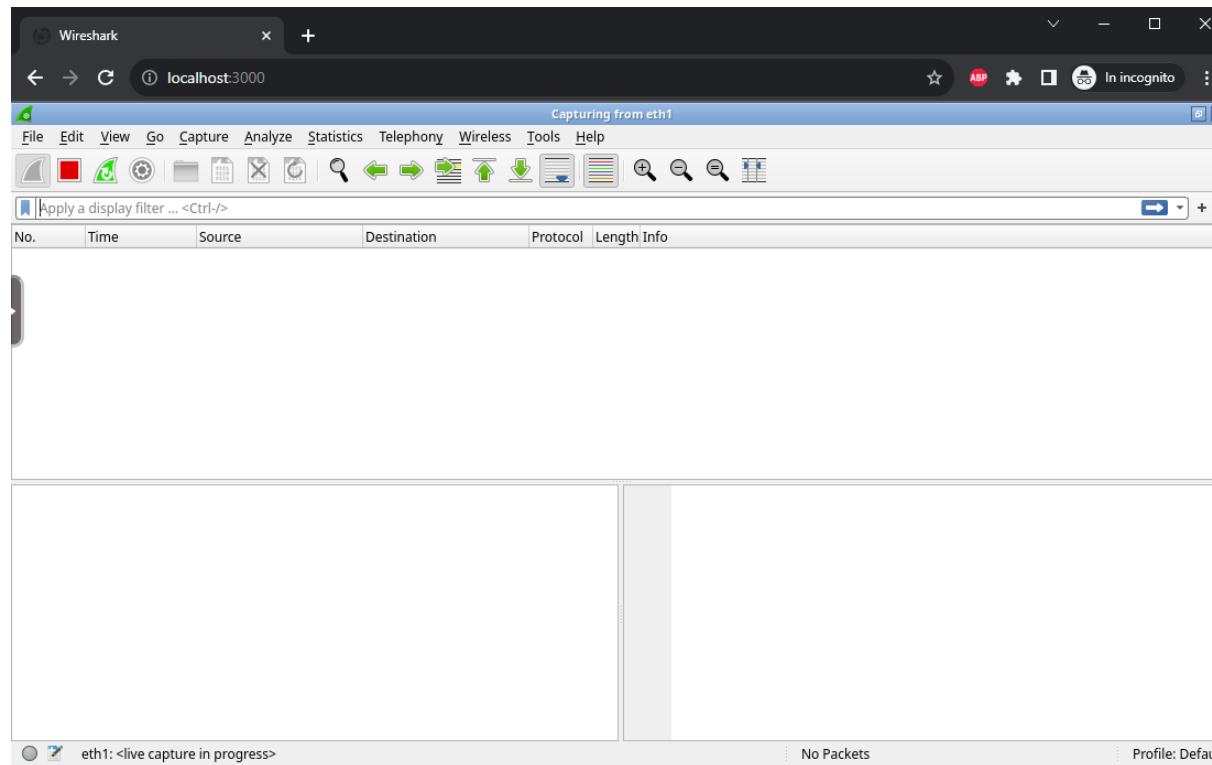 Wireshark
localhost:3000
ABP
In incognito
Capturing from eth1
File Edit View Go Capture Analyze Statistics Telephony Wireless Tools Help
Apply a display filter ... <Ctrl-/>
No. Time Source Destination Protocol Length Info
eth1: <live capture in progress> No Packets Profile: Defau